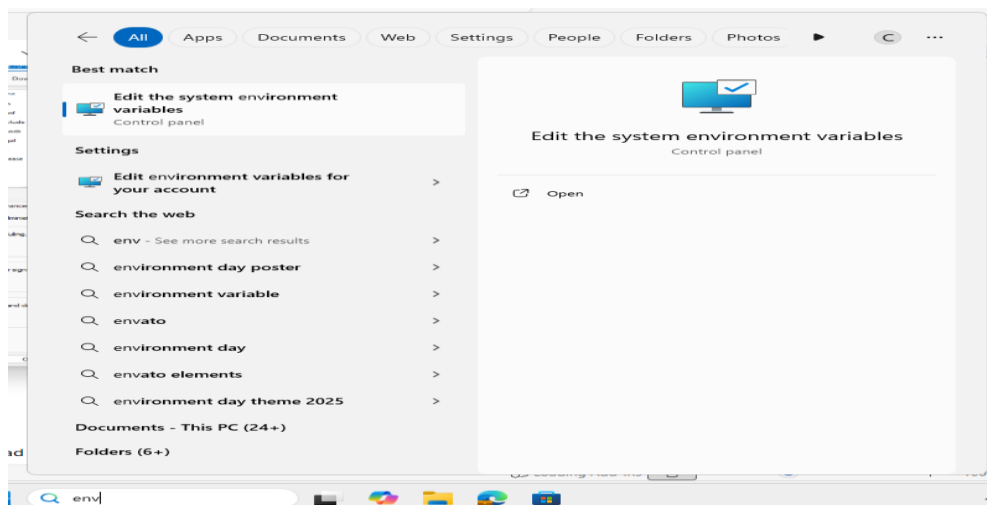 All Apps Documents Web Settings People Folders Photos C
Best match
Edit the system environment
variables
Control panel
Settings
Edit environment variables for
your account
Search the web
env - See more search results
environment day poster
environment variable
envato
environment day
envato elements
environment day theme 2025
Documents - This PC (24+)
Folders (6+)
Edit the system environment variables
Control panel
Open
env